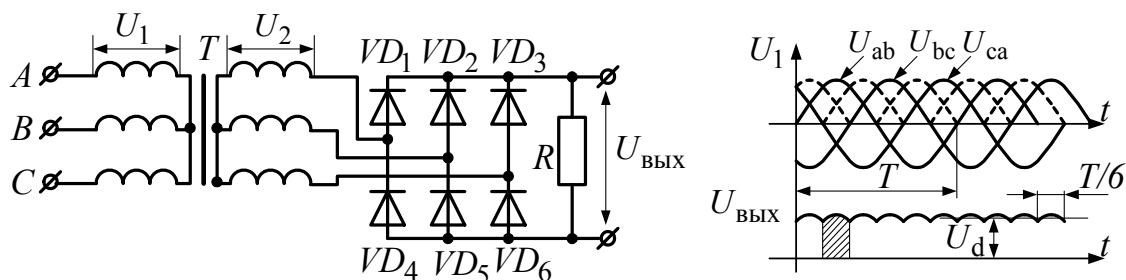 U₁ T U₂
VD₁ VD₂ VD₃
A
B
C
R
Uвых
VD₄ VD₅ VD₆
U₁
Uab Ubc Uca
t
T
T/6
Uвых
Ud
t